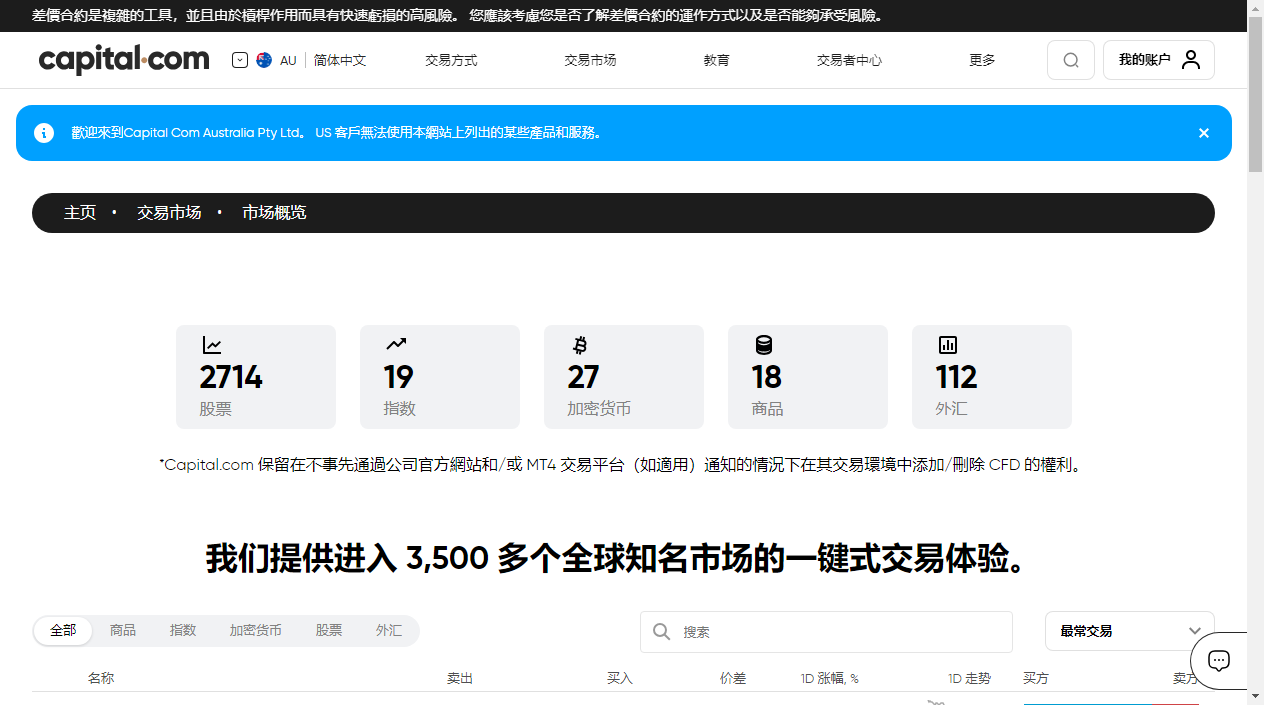 差價合約是複雜的工具，並且由於槓桿作用而具有快速虧損的高風險。 您應該考慮您是否了解差價合約的運作方式以及是否能夠承受風險。
capital.com AU 简体中文 交易方式 交易市场 教育 交易者中心 更多 我的账户
歡迎來到Capital Com Australia Pty Ltd。 US 客戶無法使用本網站上列出的某些產品和服務。
主页 • 交易市场 • 市场概览
2714 19 27 18 112
股票 指数 加密货币 商品 外汇
*Capital.com 保留在不事先通過公司官方網站和/或 MT4 交易平台（如適用）通知的情況下在其交易環境中添加/刪除 CFD 的權利。
我们提供进入 3,500 多个全球知名市场的一键式交易体验。
全部 商品 指数 加密货币 股票 外汇 搜索 最常交易
名称 卖出 买入 价差 1D 涨幅, % 1D 走势 买方 卖方